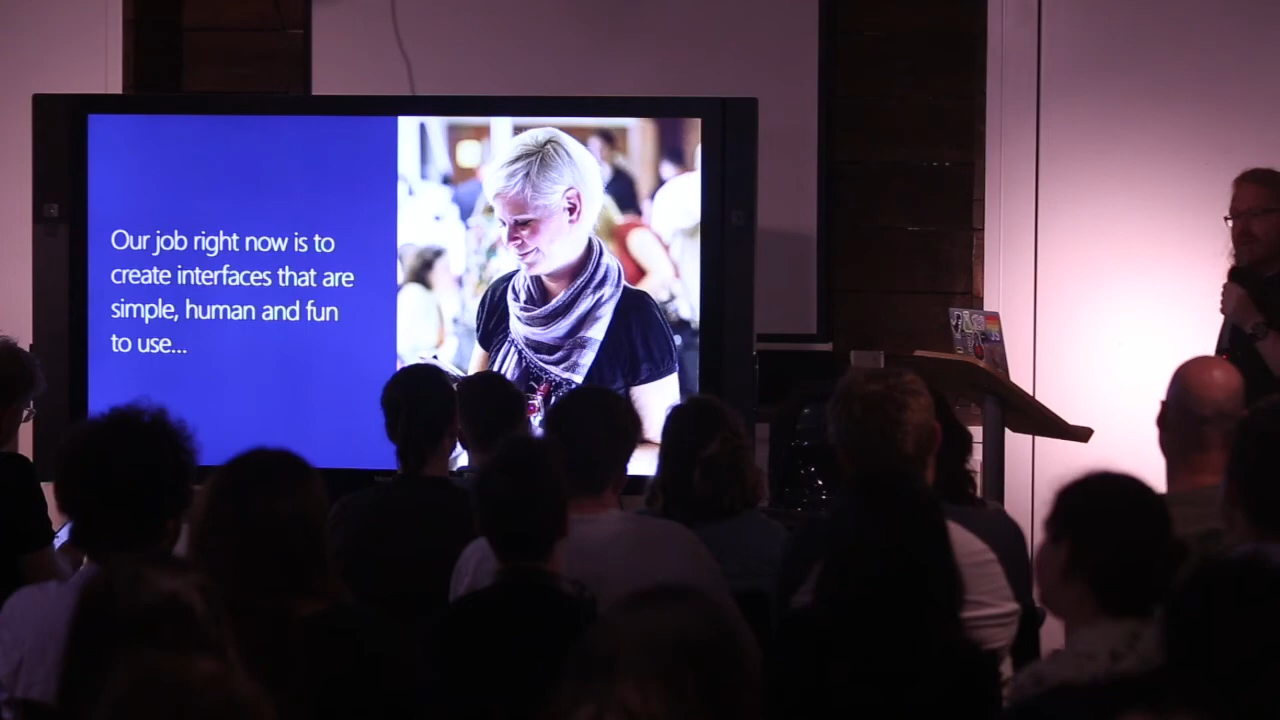 Our job right now is to
create interfaces that are
simple, human and fun
to use...